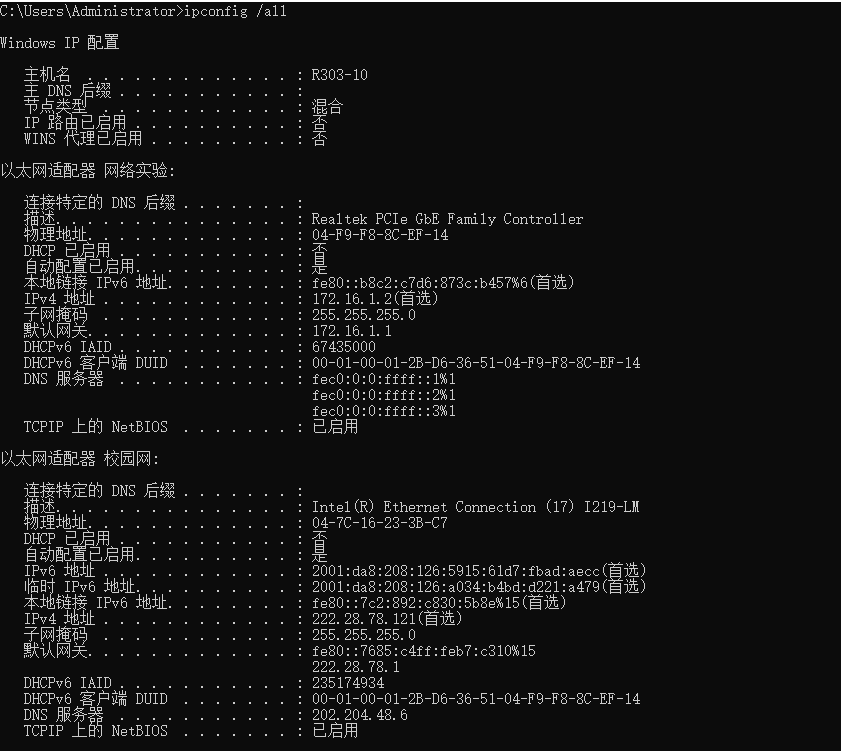 C:\Users\Administrator>ipconfig /all
Windows IP 配置
主机名 . . . . . . . . . . . . . : R303-10
主 DNS 后缀 . . . . . . . . . . . :
节点类型 . . . . . . . . . . . . : 混合
IP 路由已启用 . . . . . . . . . . : 否
WINS 代理已启用 . . . . . . . . . : 否
以太网适配器 网络实验:
连接特定的 DNS 后缀 . . . . . . . :
描述. . . . . . . . . . . . . . . : Realtek PCIe GbE Family Controller
物理地址. . . . . . . . . . . . . : 04-F9-F8-8C-EF-14
DHCP 已启用 . . . . . . . . . . . : 否
自动配置已启用. . . . . . . . . . : 是
本地链接 IPv6 地址. . . . . . . . : fe80::b8c2:c7d6:873c:b457%6(首选)
IPv4 地址 . . . . . . . . . . . . : 172.16.1.2(首选)
子网掩码 . . . . . . . . . . . . : 255.255.255.0
默认网关. . . . . . . . . . . . . : 172.16.1.1
DHCPv6 IAID . . . . . . . . . . . : 67435000
DHCPv6 客户端 DUID . . . . . . . : 00-01-00-01-2B-D6-36-51-04-F9-F8-8C-EF-14
DNS 服务器 . . . . . . . . . . . : fec0:0:0:ffff::1%1
fec0:0:0:ffff::2%1
fec0:0:0:ffff::3%1
TCPIP 上的 NetBIOS . . . . . . . : 已启用
以太网适配器 校园网:
连接特定的 DNS 后缀 . . . . . . . :
描述. . . . . . . . . . . . . . . : Intel(R) Ethernet Connection (17) I219-LM
物理地址. . . . . . . . . . . . . : 04-7C-16-23-3B-C7
DHCP 已启用 . . . . . . . . . . . : 否
自动配置已启用. . . . . . . . . . : 是
IPv6 地址 . . . . . . . . . . . . : 2001:da8:208:126:5915:61d7:fbad:aecc(首选)
临时 IPv6 地址. . . . . . . . . . : 2001:da8:208:126:a034:b4bd:d221:a479(首选)
本地链接 IPv6 地址. . . . . . . . : fe80::7c2:892:c830:5b8e%15(首选)
IPv4 地址 . . . . . . . . . . . . : 222.28.78.121(首选)
子网掩码 . . . . . . . . . . . . : 255.255.255.0
默认网关. . . . . . . . . . . . . : fe80::7685:c4ff:feb7:c310%15
222.28.78.1
DHCPv6 IAID . . . . . . . . . . . : 235174934
DHCPv6 客户端 DUID . . . . . . . : 00-01-00-01-2B-D6-36-51-04-F9-F8-8C-EF-14
DNS 服务器 . . . . . . . . . . . : 202.204.48.6
TCPIP 上的 NetBIOS . . . . . . . : 已启用